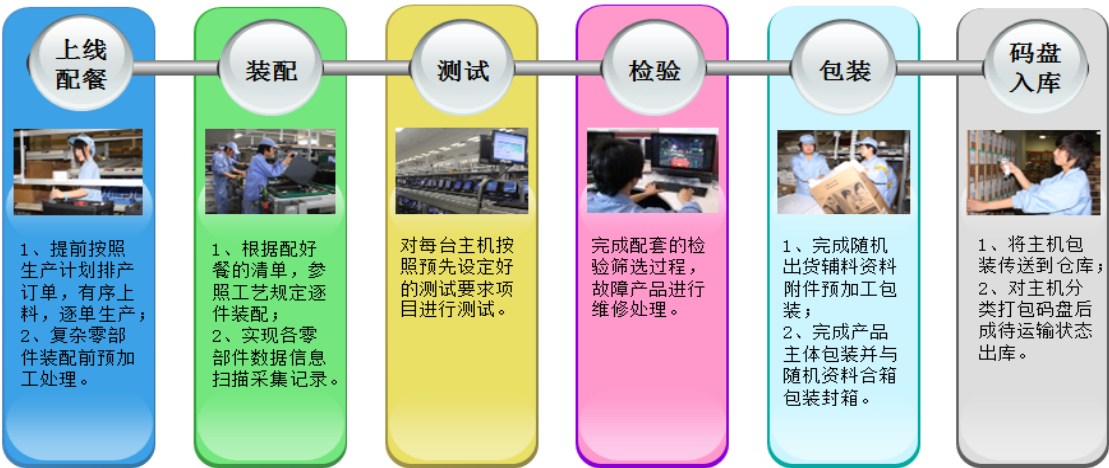 上线
配餐
装配
测试
检验
包装
码盘
入库
1、提前按照
生产计划排产
订单，有序上
料，逐单生产；
2、复杂零部
件装配前预加
工处理。
1、根据配好
餐的清单，参
照工艺规定逐
件装配；
2、实现各零
部件数据信息
扫描采集记录。
对每台主机按
照预先设定好
的测试要求项
目进行测试。
完成配套的检
验筛选过程，
故障产品进行
维修处理。
1、完成随机
出货辅料资料
附件预加工包
装；
2、完成产品
主体包装并与
随机资料合箱
包装封箱。
1、将主机包
装传送到仓库；
2、对主机分
类打包码盘后
成待运输状态
出库。